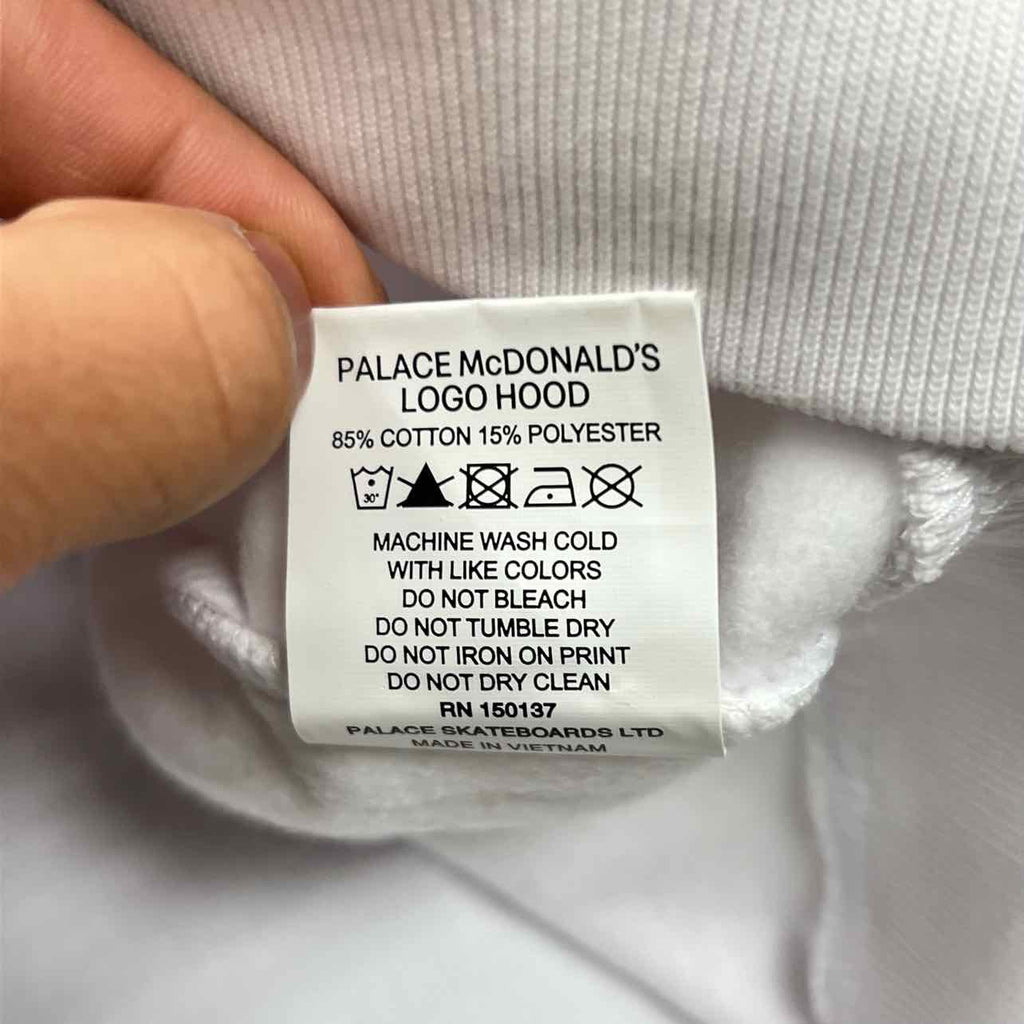 PALACE McDONALD'S
LOGO HOOD
85% COTTON 15% POLYESTER
30°
MACHINE WASH COLD
WITH LIKE COLORS
DO NOT BLEACH
DO NOT TUMBLE DRY
DO NOT IRON ON PRINT
DO NOT DRY CLEAN
RN 150137
PALACE SKATEBOARDS LTD
MADE IN VIETNAM